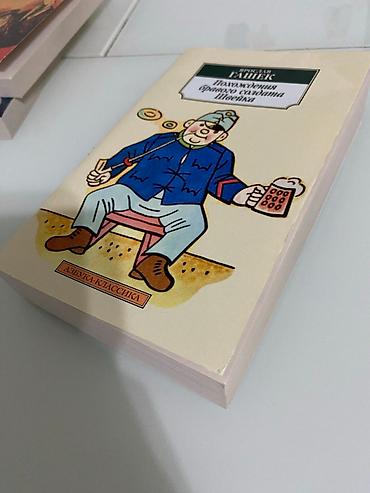 ЯРОСЛАВ
ГАШЕК
Похождения
бравого солдата
Швейка
АЗБУКА-КЛАССИКА